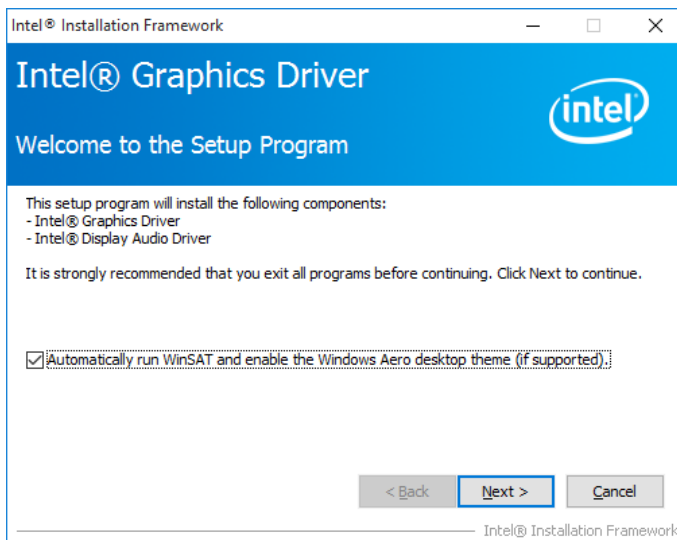 Intel® Installation Framework
Intel® Graphics Driver
intel
Welcome to the Setup Program
This setup program will install the following components:
- Intel® Graphics Driver
- Intel® Display Audio Driver
It is strongly recommended that you exit all programs before continuing. Click Next to continue.
Automatically run WinSAT and enable the Windows Aero desktop theme (if supported).
< Back
Next >
Cancel
Intel® Installation Framework